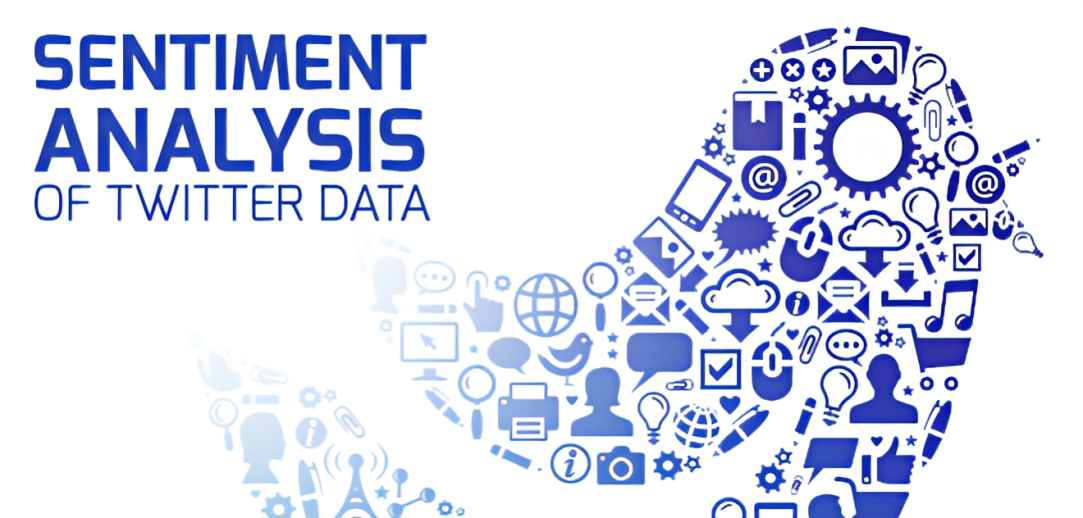 SENTIMENT
ANALYSIS
OF TWITTER DATA